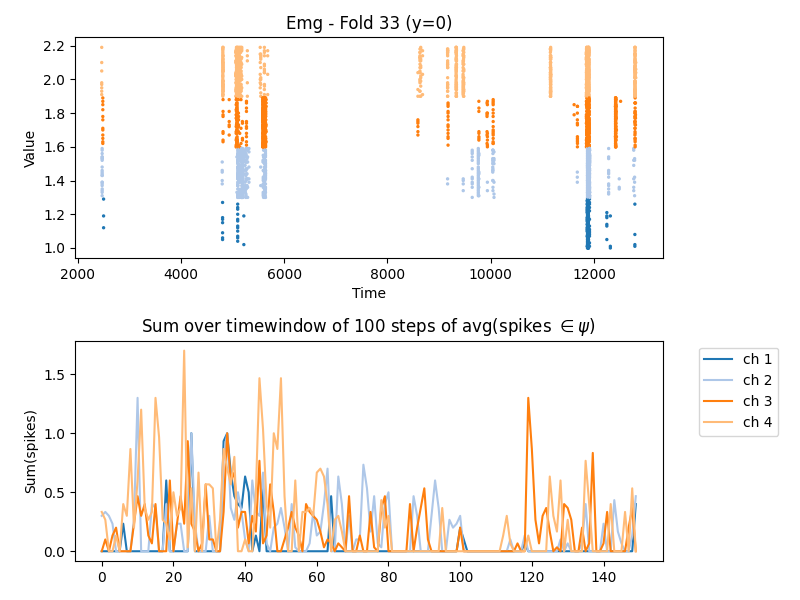 Emg - Fold 33 (y=0)
Value
2.2
2.0
1.8
1.6
1.4
1.2
1.0
2000 4000 6000 8000 10000 12000
Time
Sum over timewindow of 100 steps of avg(spikes ∈ ψ)
Sum(spikes)
1.5
1.0
0.5
0.0
0 20 40 60 80 100 120 140
ch 1
ch 2
ch 3
ch 4